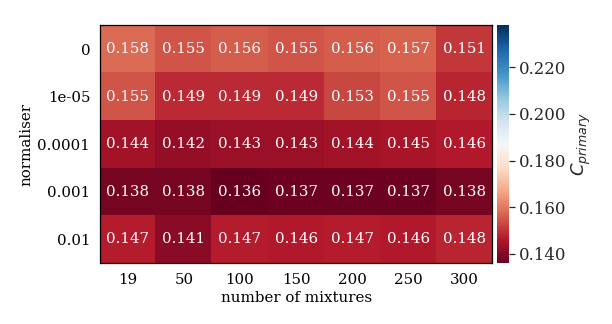 0 0.158 0.155 0.156 0.155 0.156 0.157 0.151
1e-05 0.155 0.149 0.149 0.149 0.153 0.155 0.148
0.0001 0.144 0.142 0.143 0.143 0.144 0.145 0.146
0.001 0.138 0.138 0.136 0.137 0.137 0.137 0.138
0.01 0.147 0.141 0.147 0.146 0.147 0.146 0.148
19 50 100 150 200 250 300
number of mixtures
normaliser
0.220
0.200
0.180
0.160
0.140
C_primary